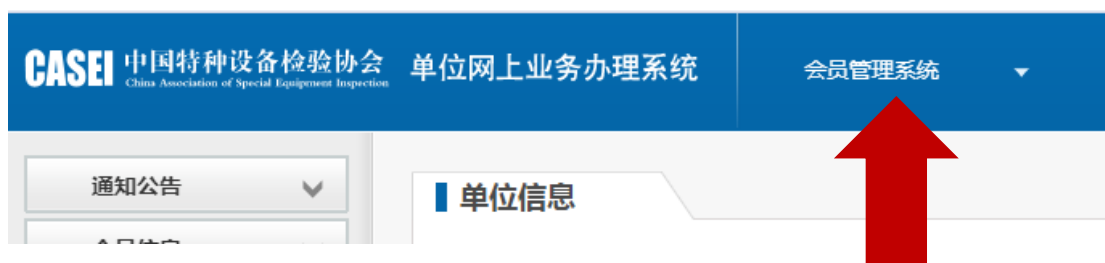 CASEI 中国特种设备检验协会 单位网上业务办理系统 会员管理系统
China Association of Special Equipment Inspection
通知公告
单位信息